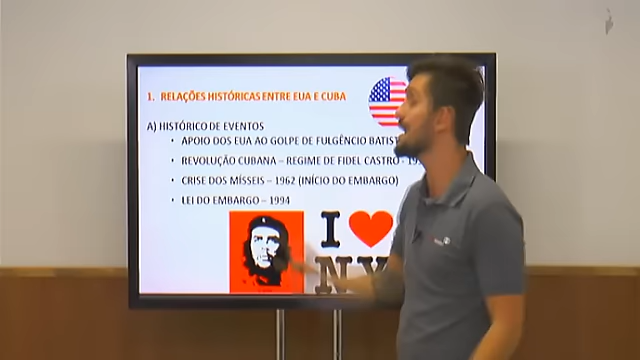 1. RELAÇÕES HISTÓRICAS ENTRE EUA E CUBA
A) HISTÓRICO DE EVENTOS
• APOIO DOS EUA AO GOLPE DE FULGÊNCIO
• REVOLUÇÃO CUBANA – REGIME DE FIDEL CASTRO -
• CRISE DOS MÍSSEIS – 1962 (INÍCIO DO EMBARGO)
• LEI DO EMBARGO – 1994
I ❤
NY